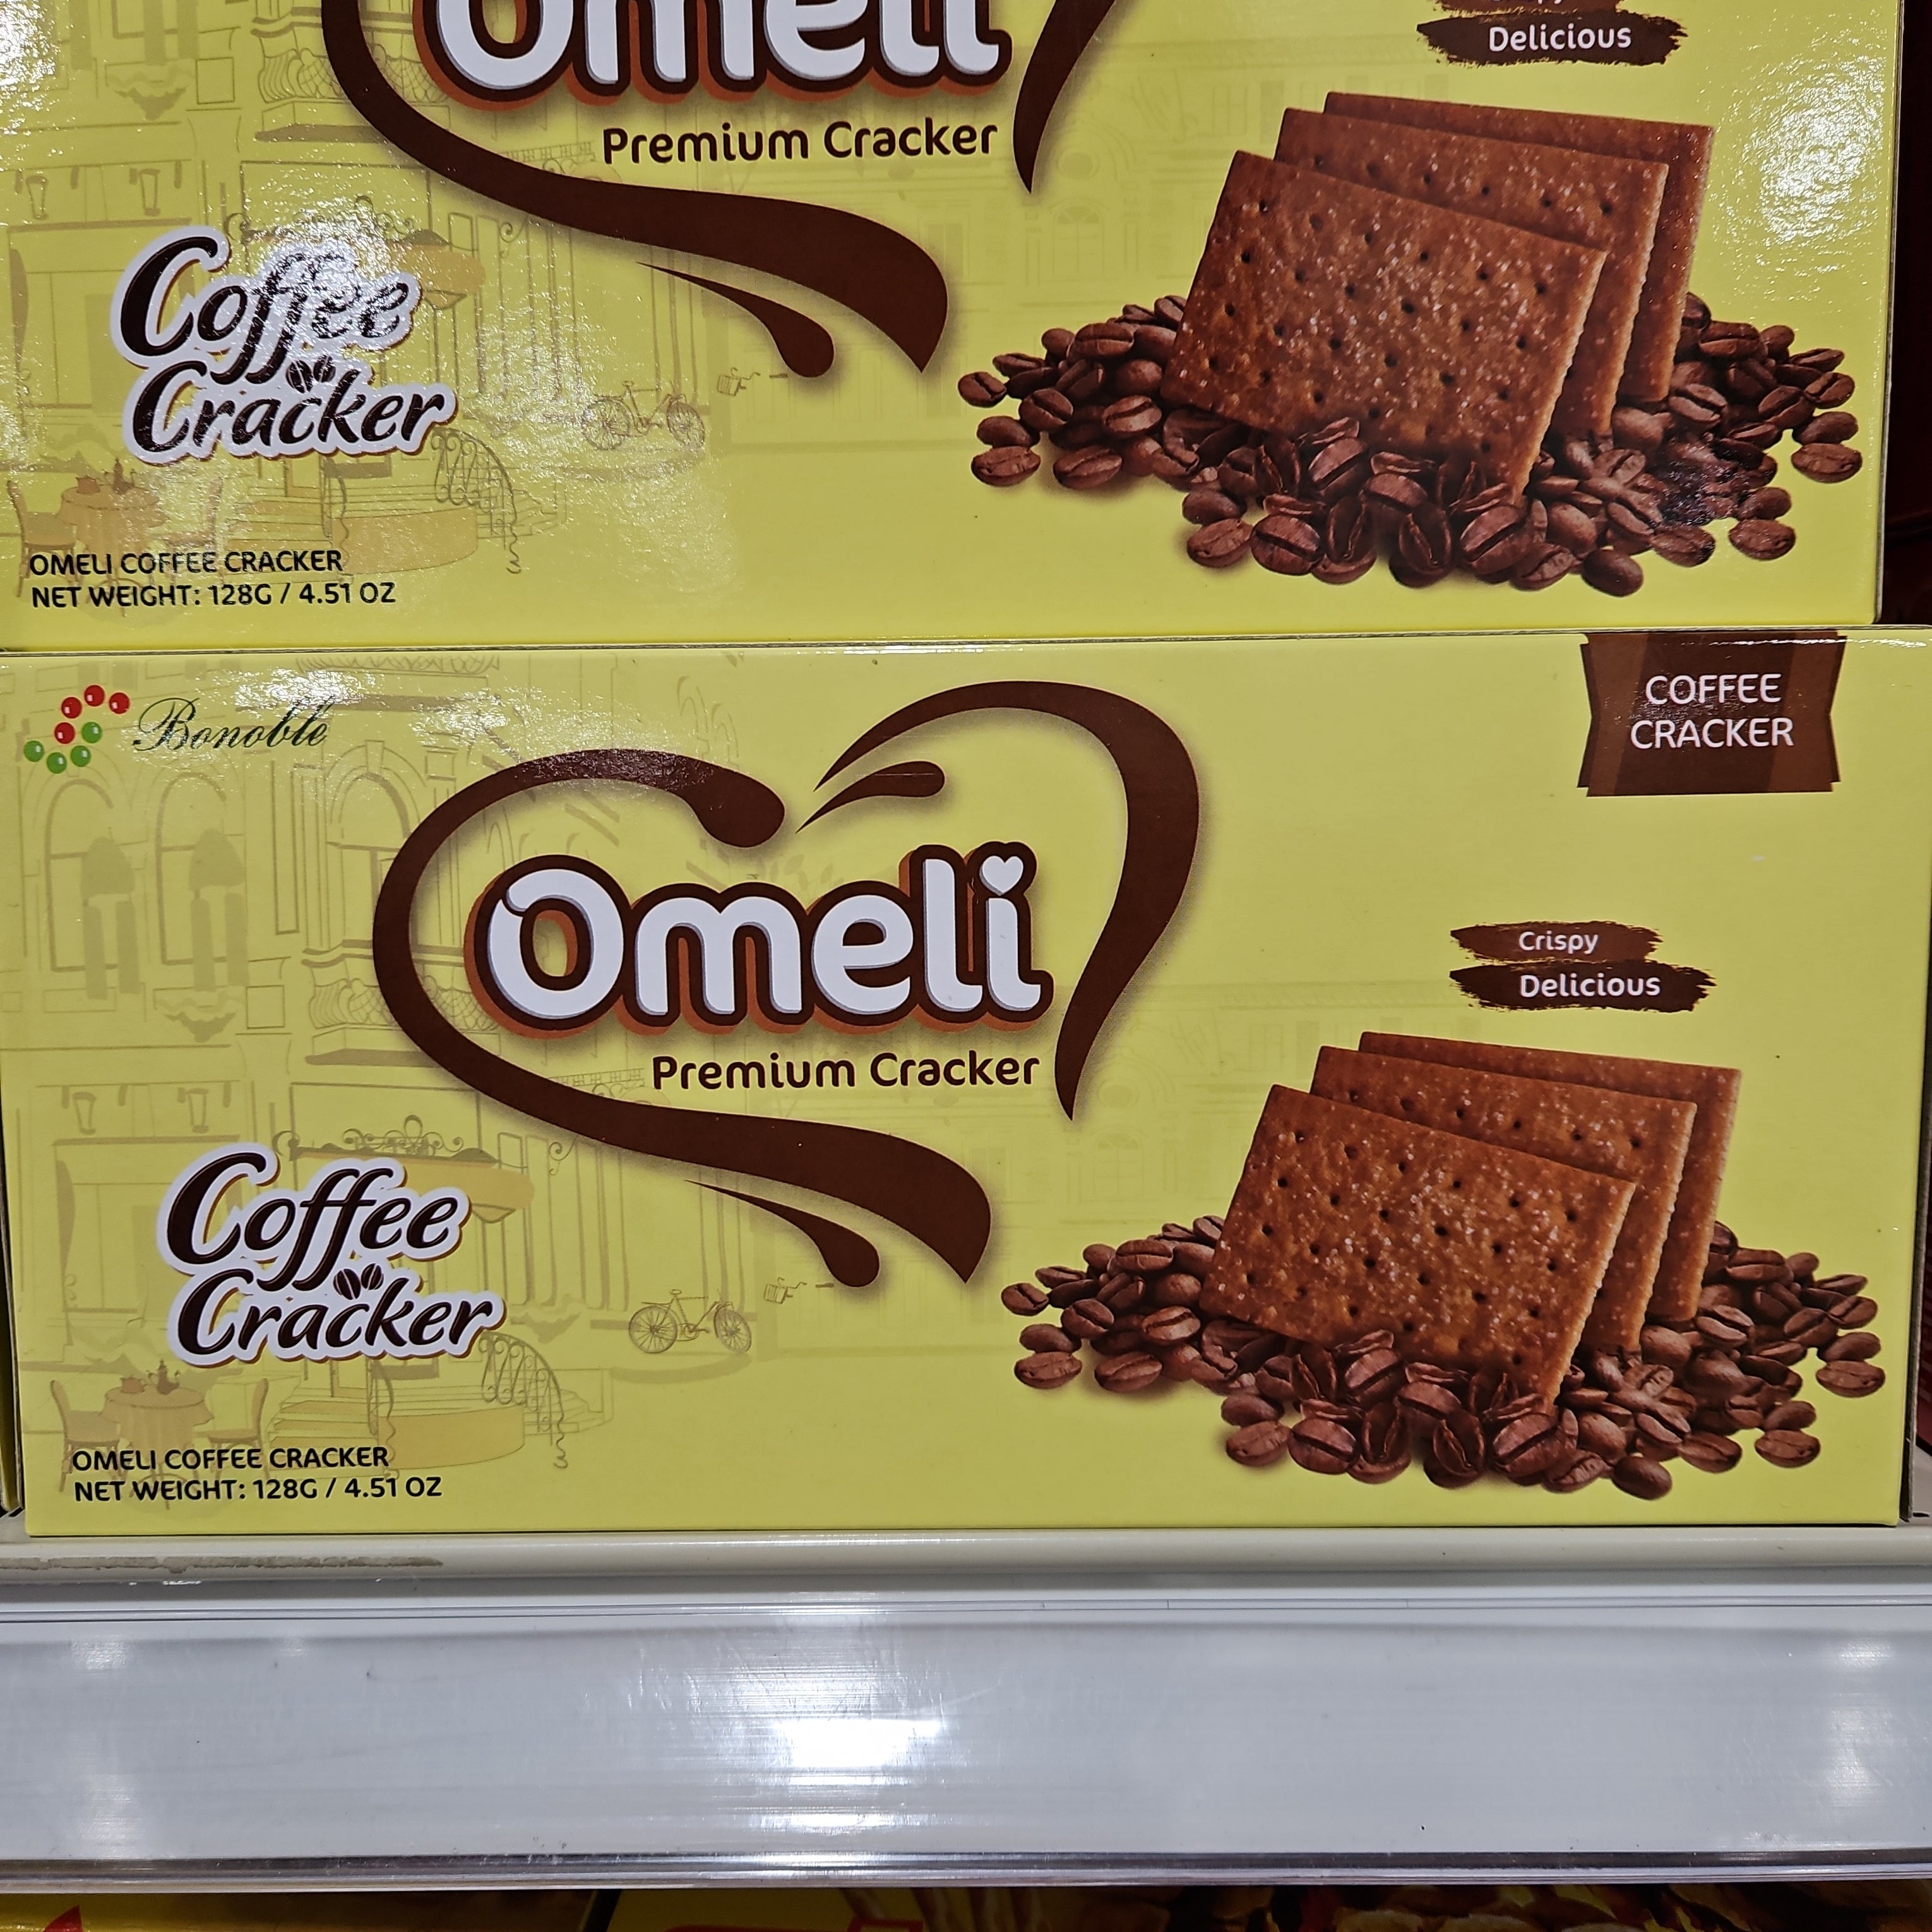 Omeli
Delicious
Premium Cracker
Coffee
Cracker
OMELI COFFEE CRACKER
NET WEIGHT: 128G / 4.51 OZ
Bonoble
COFFEE
CRACKER
Omeli
Crispy
Delicious
Premium Cracker
Coffee
Cracker
OMELI COFFEE CRACKER
NET WEIGHT: 128G / 4.51 OZ